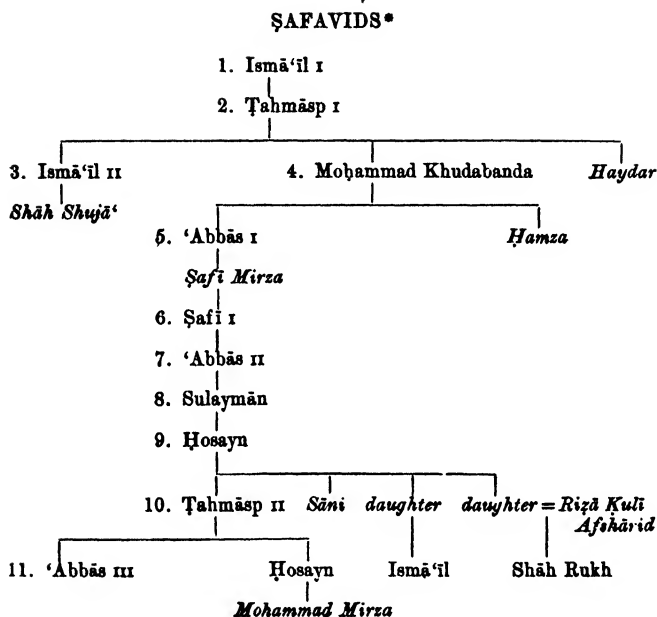 ṢAFAVIDS*
1. Ismā‘īl I
2. Ṭahmāsp I
3. Ismā‘īl II 4. Moḥammad Khudabanda Haydar
Shāh Shujā‘
5. ‘Abbās I Ḥamza
Ṣafī Mirza
6. Ṣafī I
7. ‘Abbās II
8. Sulaymān
9. Ḥosayn
10. Ṭahmāsp II Sāni daughter daughter = Riẓā Ḳulī
Afshārid
11. ‘Abbās III Ḥosayn Ismā‘īl Shāh Rukh
Mohammad Mirza